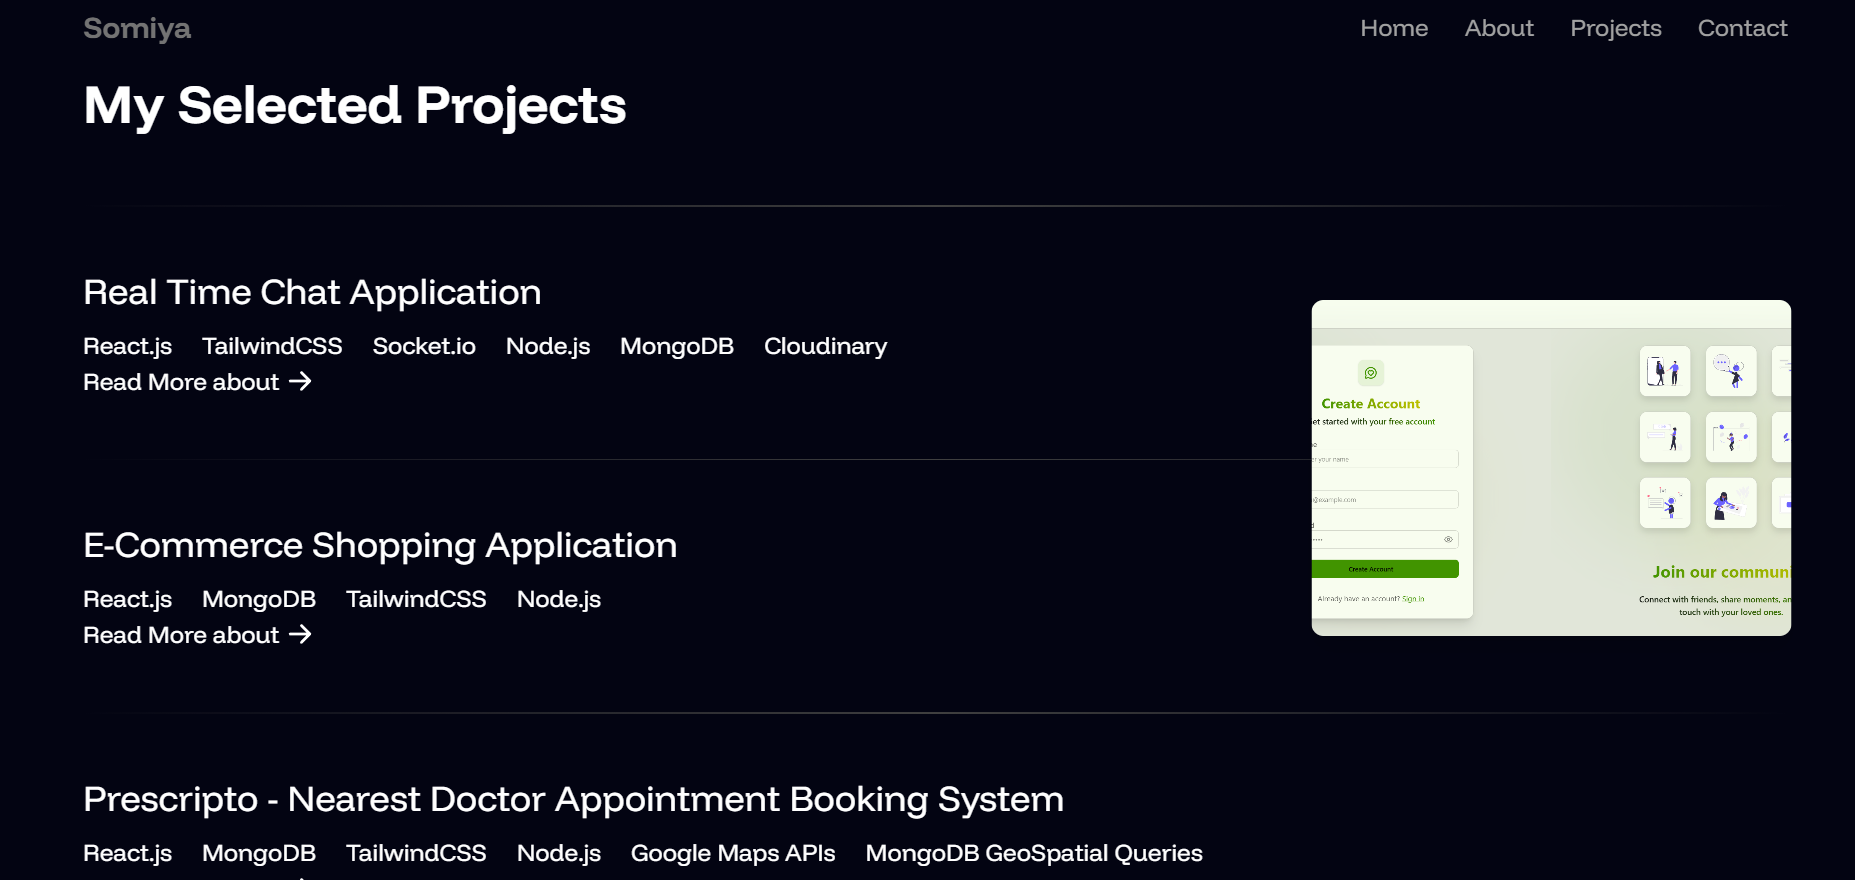 Somiya
Home About Projects Contact
My Selected Projects
Real Time Chat Application
React.js TailwindCSS Socket.io Node.js MongoDB Cloudinary
Read More about →
E-Commerce Shopping Application
React.js MongoDB TailwindCSS Node.js
Read More about →
Prescripto - Nearest Doctor Appointment Booking System
React.js MongoDB TailwindCSS Node.js Google Maps APIs MongoDB GeoSpatial Queries
Create Account
started with your free account
your name
@example.com
Create Account
Already have an account? Sign in
Join our
Connect with friends, share moments,
touch with your loved ones.